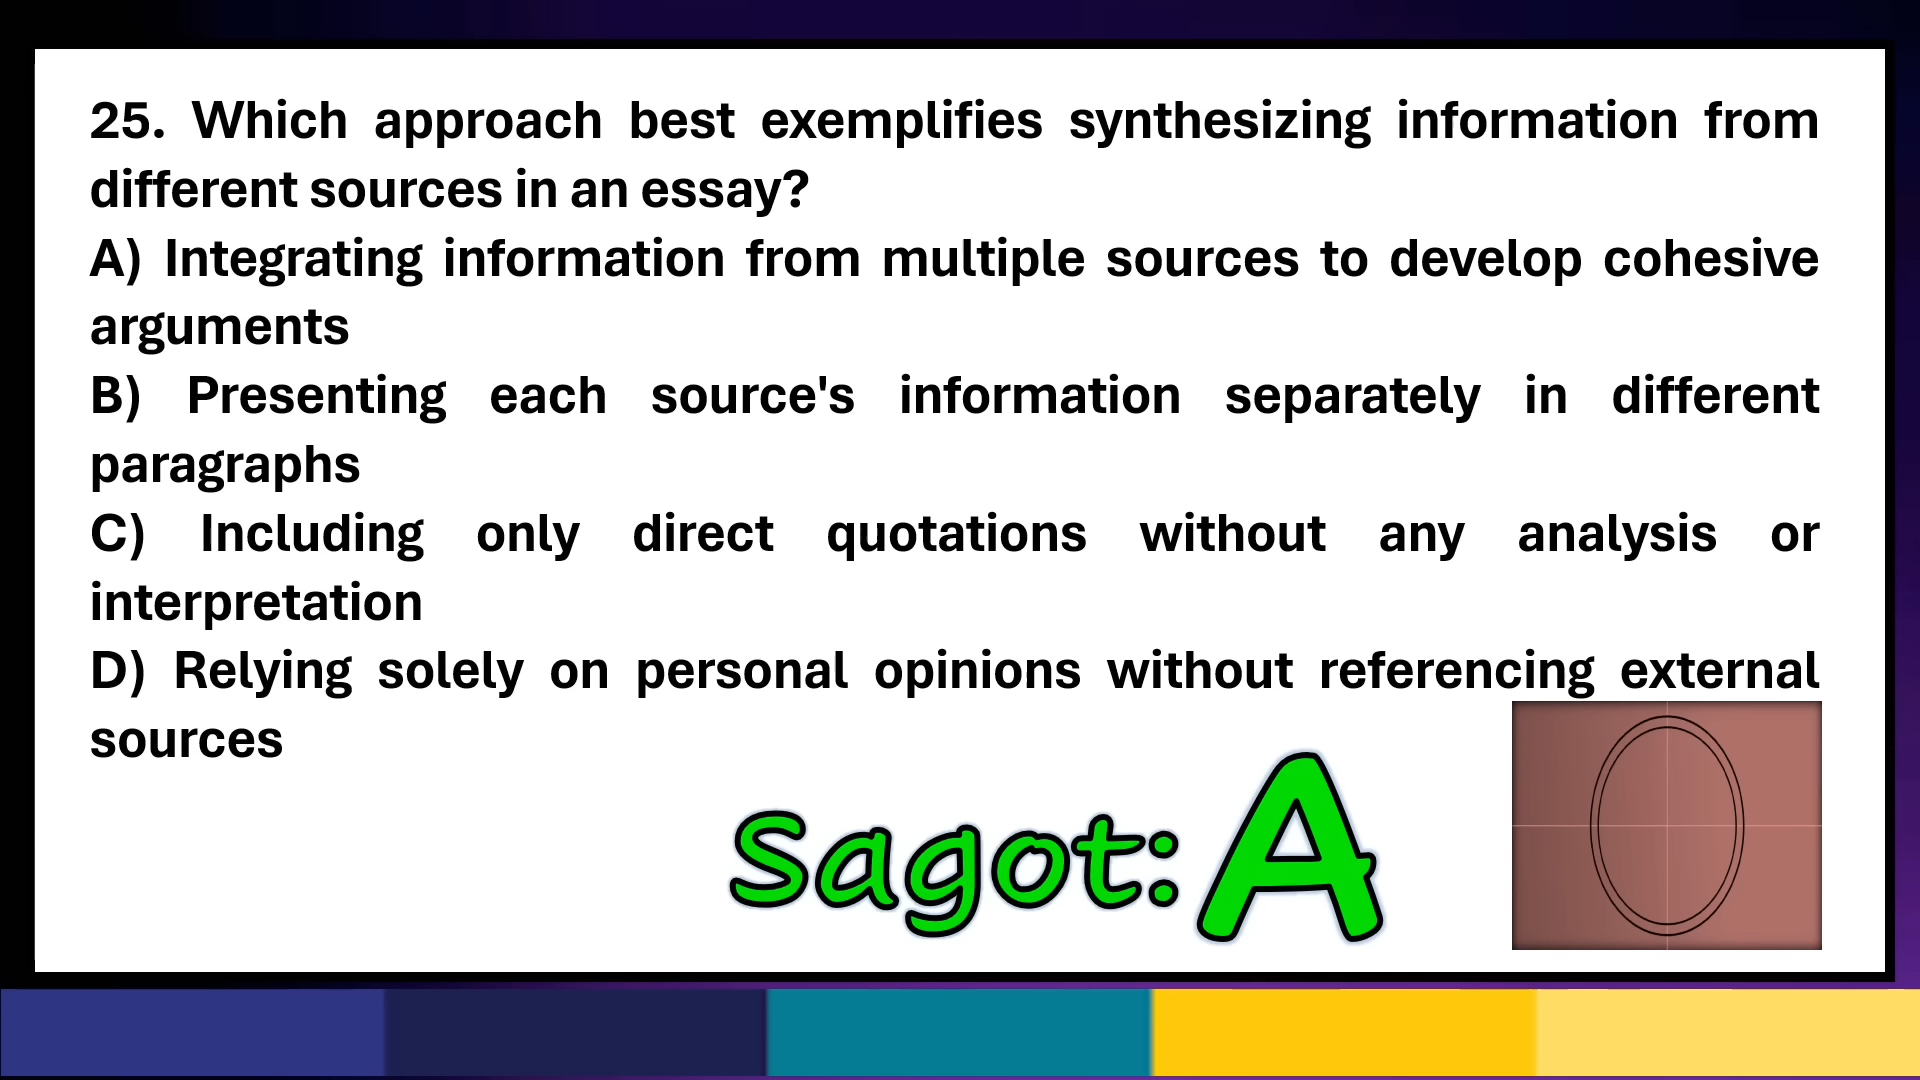 25. Which approach best exemplifies synthesizing information from
different sources in an essay?
A) Integrating information from multiple sources to develop cohesive
arguments
B) Presenting each source's information separately in different
paragraphs
C) Including only direct quotations without any analysis or
interpretation
D) Relying solely on personal opinions without referencing external
sources
Sagot: A